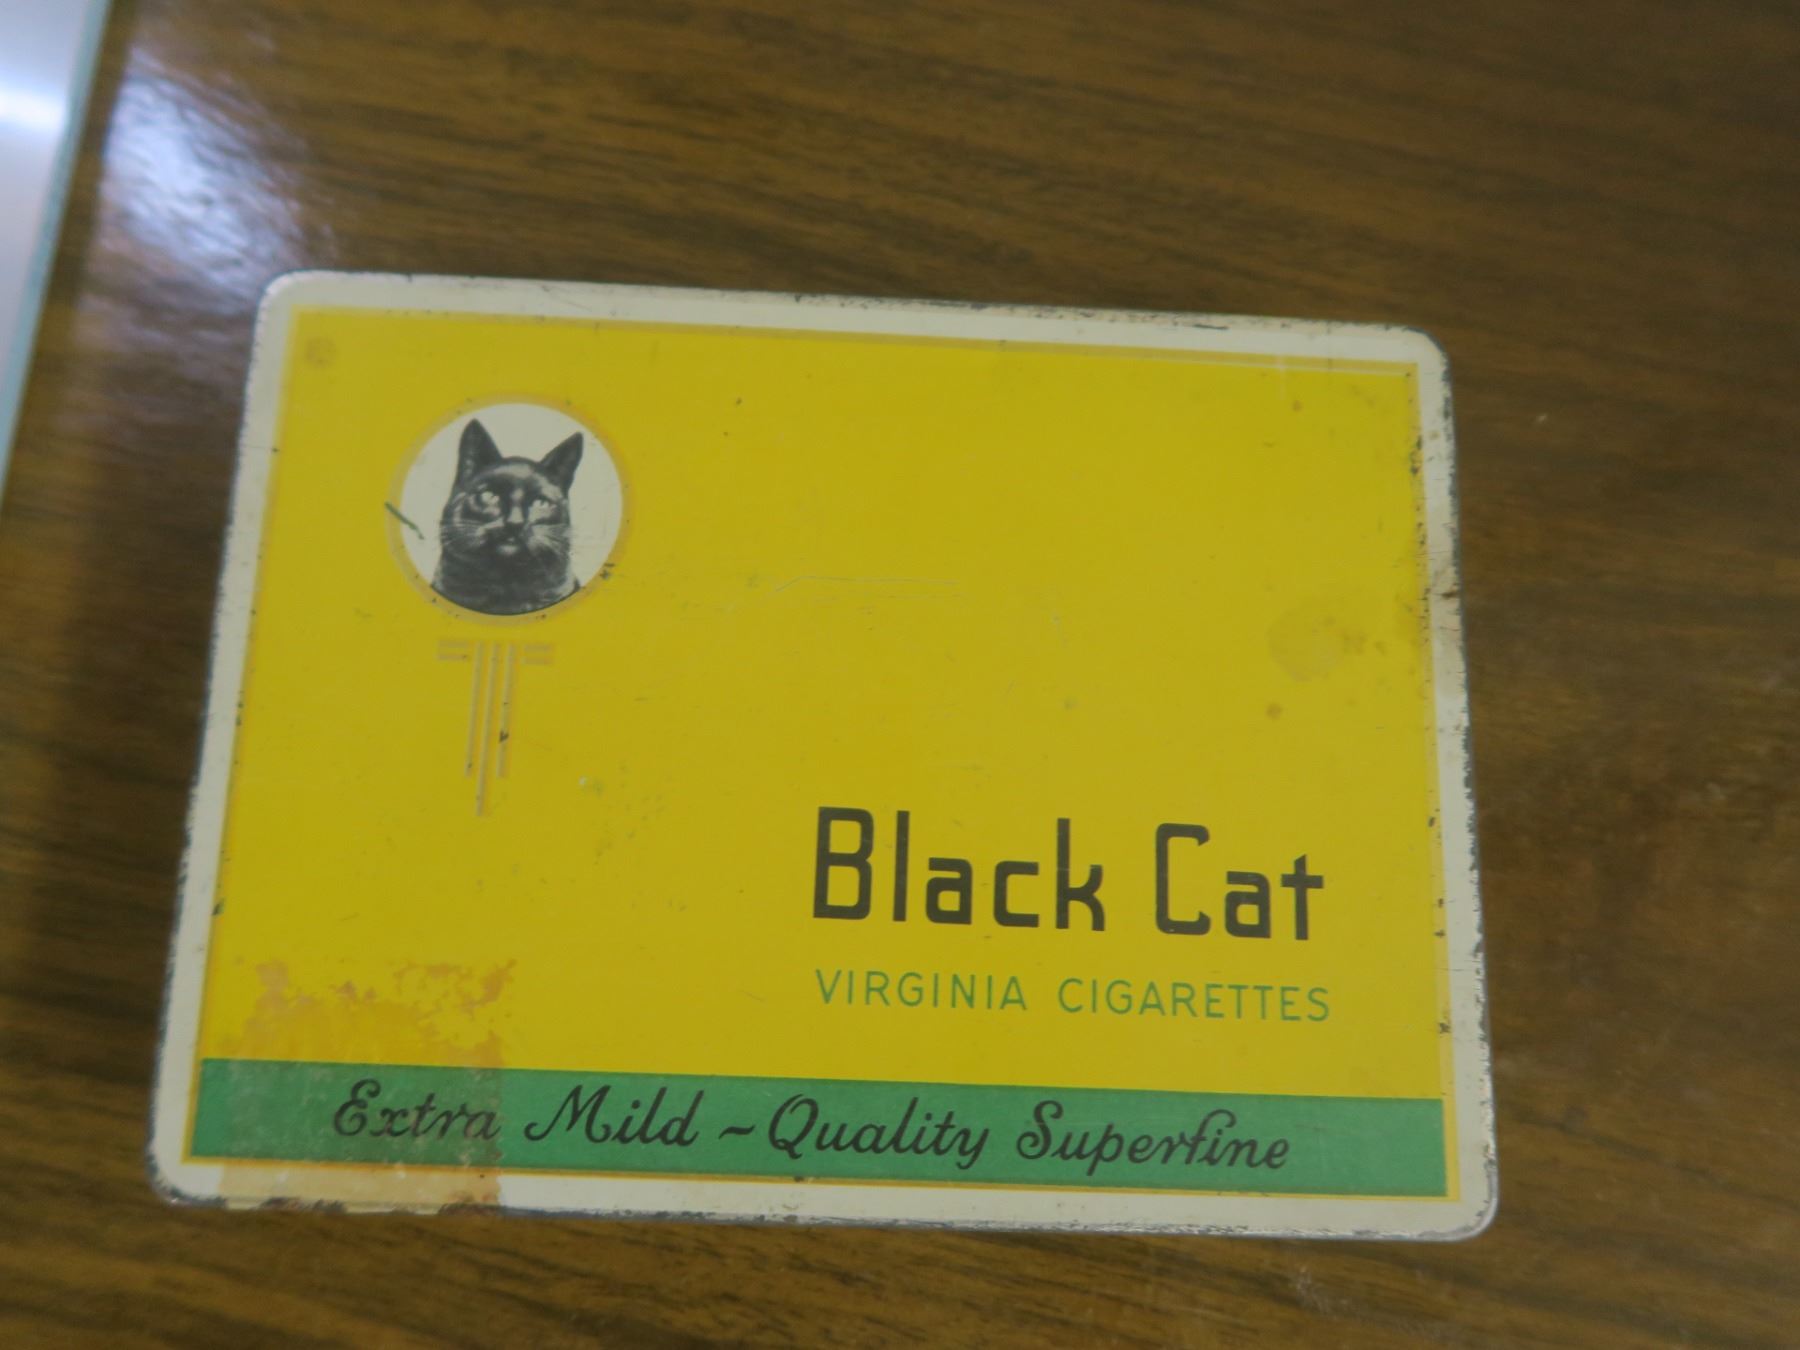 Black Cat
VIRGINIA CIGARETTES
Extra Mild ~ Quality Superfine